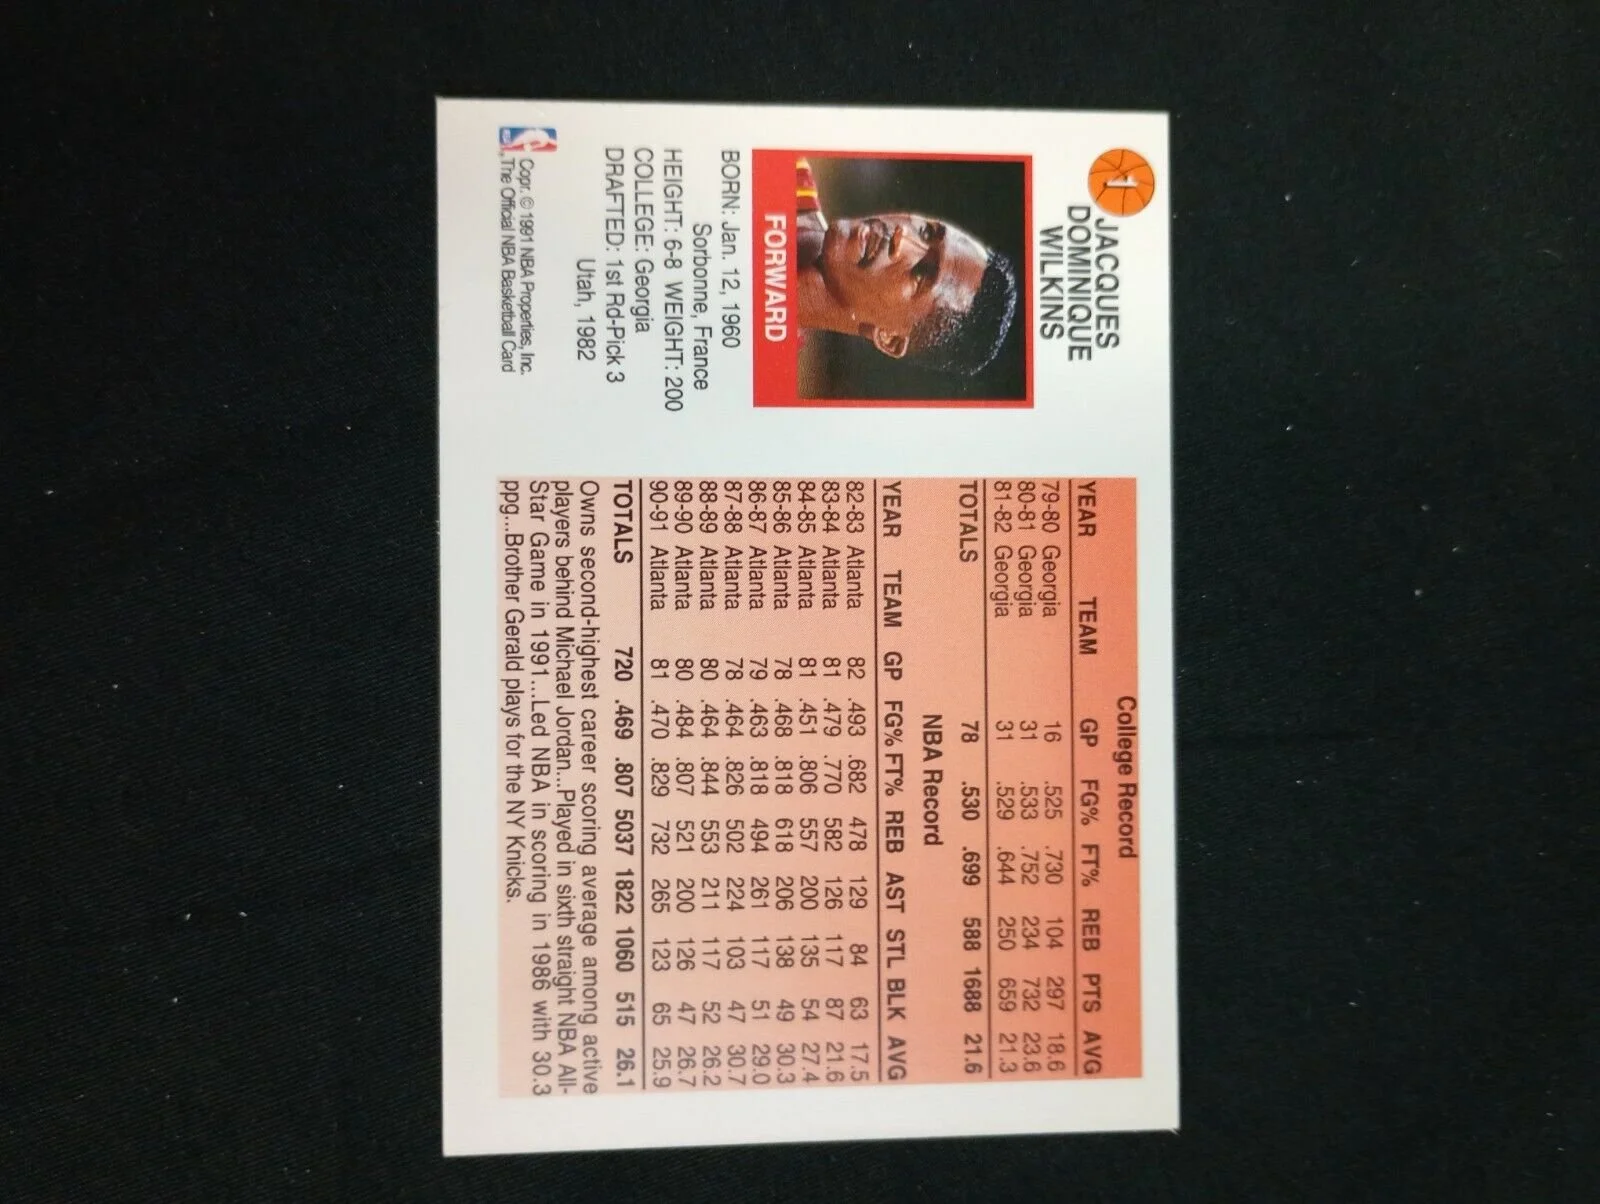 1
JACQUES
DOMINIQUE
WILKINS
FORWARD
BORN: Jan. 12, 1960
Sorbonne, France
HEIGHT: 6-8 WEIGHT: 200
COLLEGE: Georgia
DRAFTED: 1st Rd-Pick 3
Utah, 1982
NBA
Copr. © 1991 NBA Properties, Inc.
The Official NBA Basketball Card
College Record
YEAR TEAM GP FG% FT% REB PTS AVG
79-80 Georgia 16 .525 .730 104 297 18.6
80-81 Georgia 31 .533 .752 234 732 23.6
81-82 Georgia 31 .529 .644 250 659 21.3
TOTALS 78 .530 .699 588 1688 21.6
NBA Record
YEAR TEAM GP FG% FT% REB AST STL BLK AVG
82-83 Atlanta 82 .493 .682 478 129 84 63 17.5
83-84 Atlanta 81 .479 .770 582 126 117 87 21.6
84-85 Atlanta 81 .451 .806 557 200 135 54 27.4
85-86 Atlanta 78 .468 .818 618 206 138 49 30.3
86-87 Atlanta 79 .463 .818 494 261 117 51 29.0
87-88 Atlanta 78 .464 .826 502 224 103 47 30.7
88-89 Atlanta 80 .464 .844 553 211 117 52 26.2
89-90 Atlanta 80 .484 .807 521 200 126 47 26.7
90-91 Atlanta 81 .470 .829 732 265 123 65 25.9
TOTALS 720 .469 .807 5037 1822 1060 515 26.1
Owns second-highest career scoring average among active
players behind Michael Jordan...Played in sixth straight NBA All-
Star Game in 1991...Led NBA in scoring in 1986 with 30.3
ppg...Brother Gerald plays for the NY Knicks.